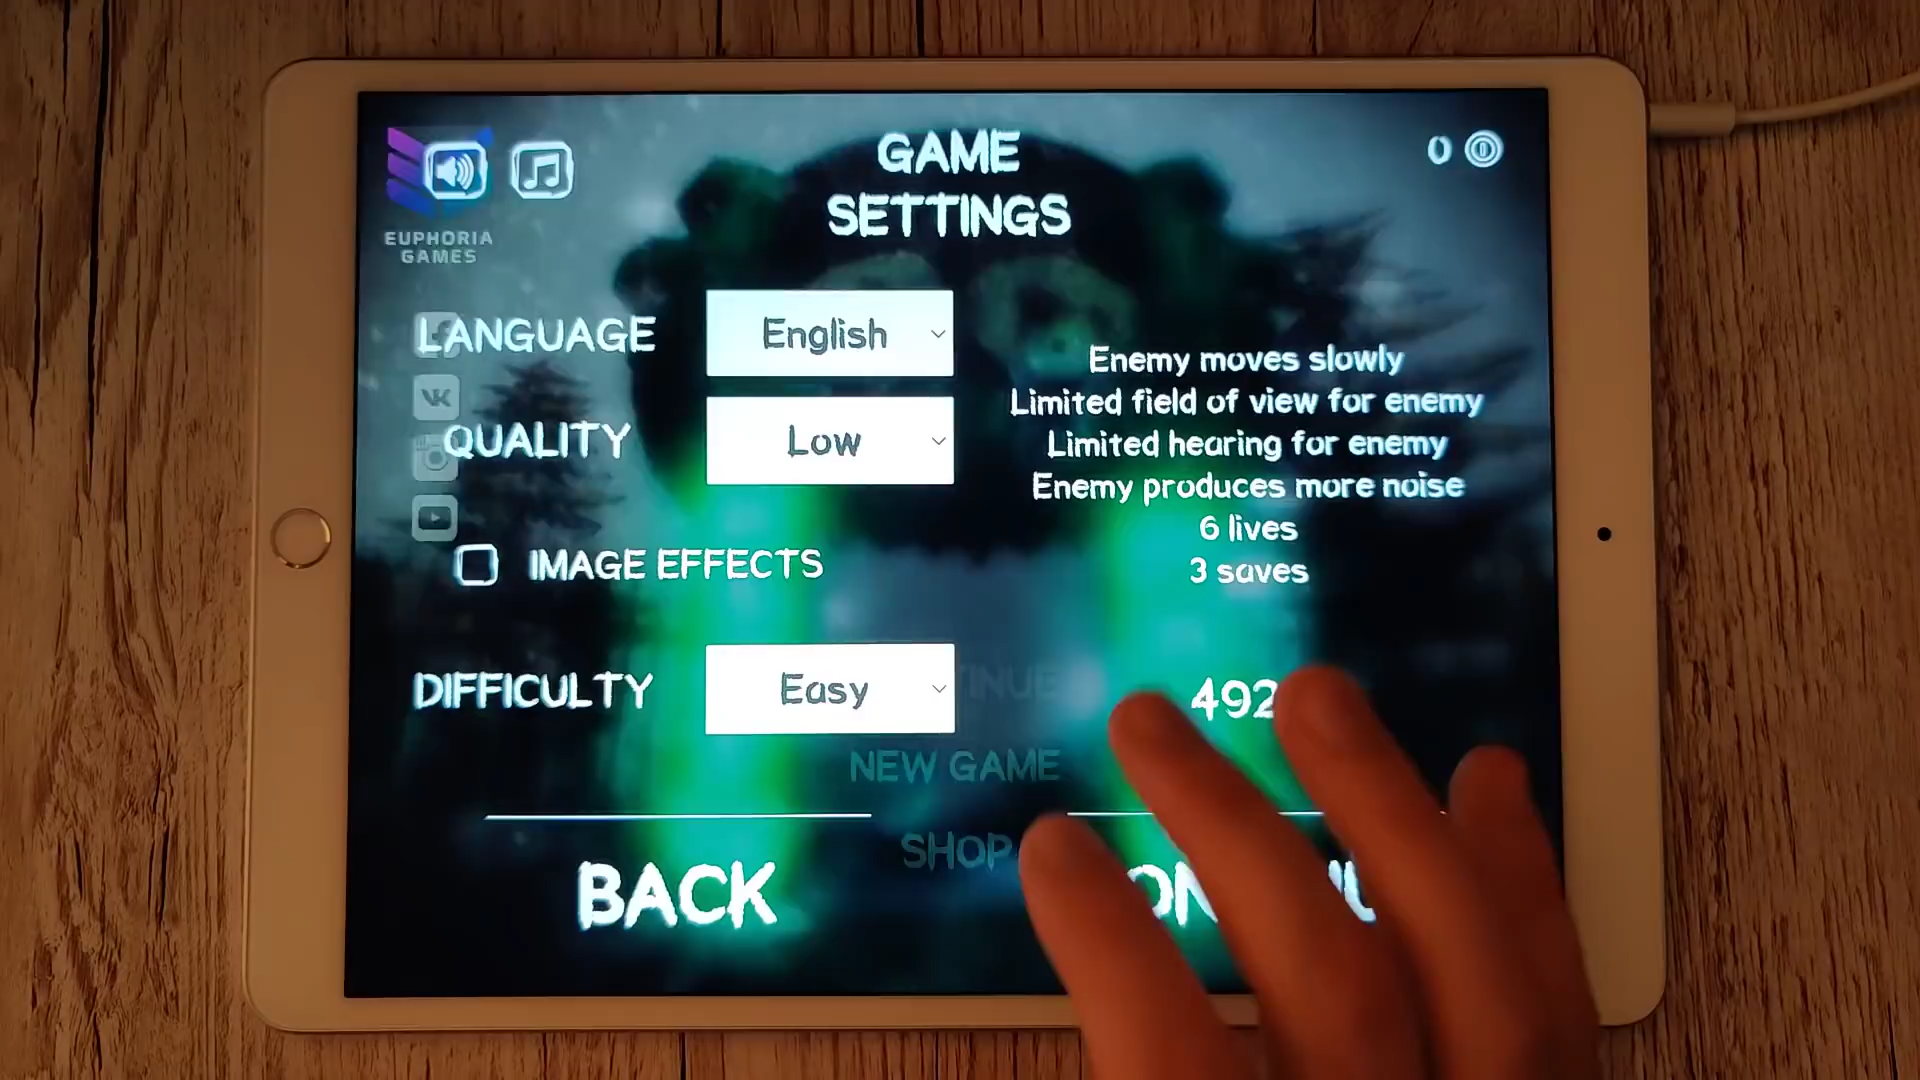 GAME
SETTINGS
0
EUPHORIA
GAMES
LANGUAGE
English
QUALITY
Low
Enemy moves slowly
Limited field of view for enemy
Limited hearing for enemy
Enemy produces more noise
6 lives
3 saves
IMAGE EFFECTS
DIFFICULTY
Easy
492
NEW GAME
SHOP
BACK